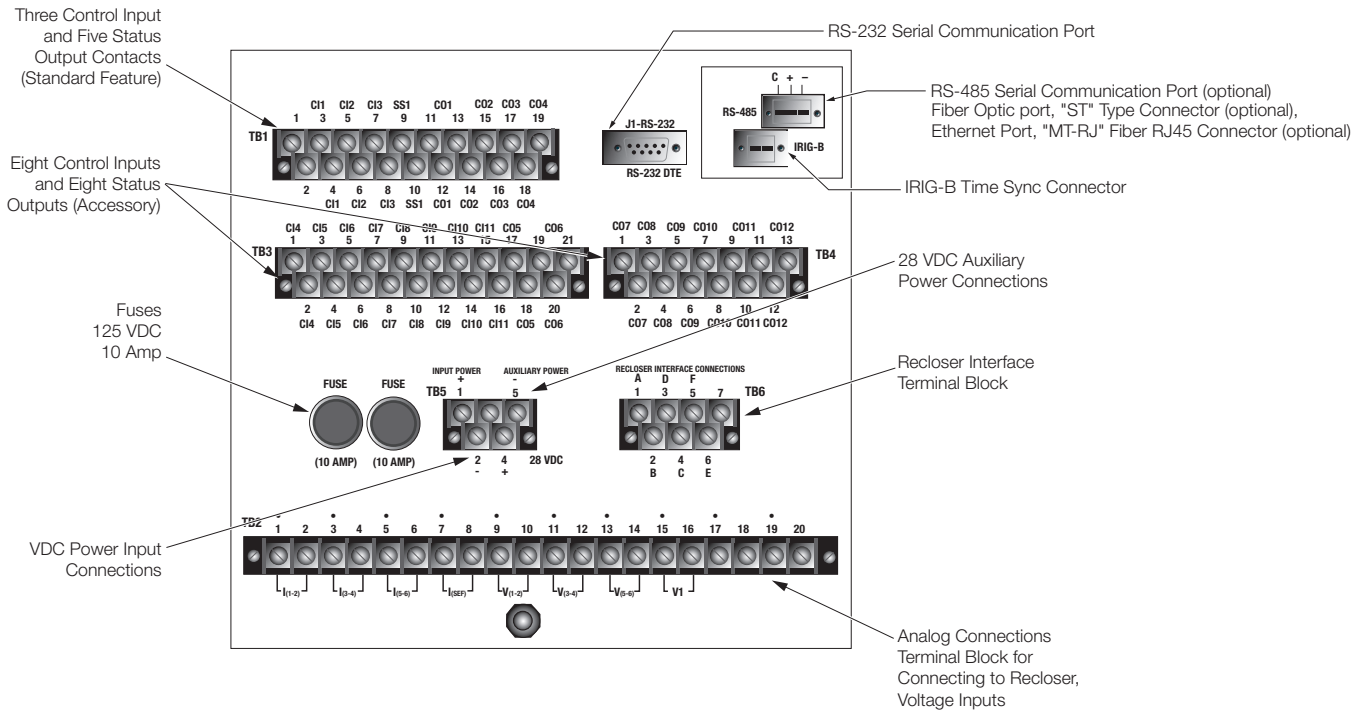 Three Control Input
and Five Status
Output Contacts
(Standard Feature)
RS-232 Serial Communication Port
RS-485 Serial Communication Port (optional)
Fiber Optic port, "ST" Type Connector (optional),
Ethernet Port, "MT-RJ" Fiber RJ45 Connector (optional)
IRIG-B Time Sync Connector
C + –
RS-485
IRIG-B
J1-RS-232
RS-232 DTE
CI1 CI2 CI3 SS1 CO1 CO2 CO3 CO4
1 3 5 7 9 11 13 15 17 19
TB1
2 4 6 8 10 12 14 16 18
CI1 CI2 CI3 SS1 CO1 CO2 CO3 CO4
Eight Control Inputs
and Eight Status
Outputs (Accessory)
CI4 CI5 CI6 CI7 CI8 CI9 CI10 CI11 CO5 CO6
1 3 5 7 9 11 13 15 17 19 21
TB3
2 4 6 8 10 12 14 16 18 20
CI4 CI5 CI6 CI7 CI8 CI9 CI10 CI11 CO5 CO6
CO7 CO8 CO9 CO10 CO11 CO12
1 3 5 7 9 11 13
TB4
2 4 6 8 10 12
CO7 CO8 CO9 CO10 CO11 CO12
28 VDC Auxiliary
Power Connections
Fuses
125 VDC
10 Amp
FUSE FUSE
(10 AMP) (10 AMP)
INPUT POWER AUXILIARY POWER
+ -
TB5 1 5
2 4 28 VDC
- +
RECLOSER INTERFACE CONNECTIONS
A D F
1 3 5 7 TB6
2 4 6
B C E
Recloser Interface
Terminal Block
VDC Power Input
Connections
TB2
1 2 3 4 5 6 7 8 9 10 11 12 13 14 15 16 17 18 19 20
I(1-2) I(3-4) I(5-6) I(SEF) V(1-2) V(3-4) V(5-6) V1
Analog Connections
Terminal Block for
Connecting to Recloser,
Voltage Inputs